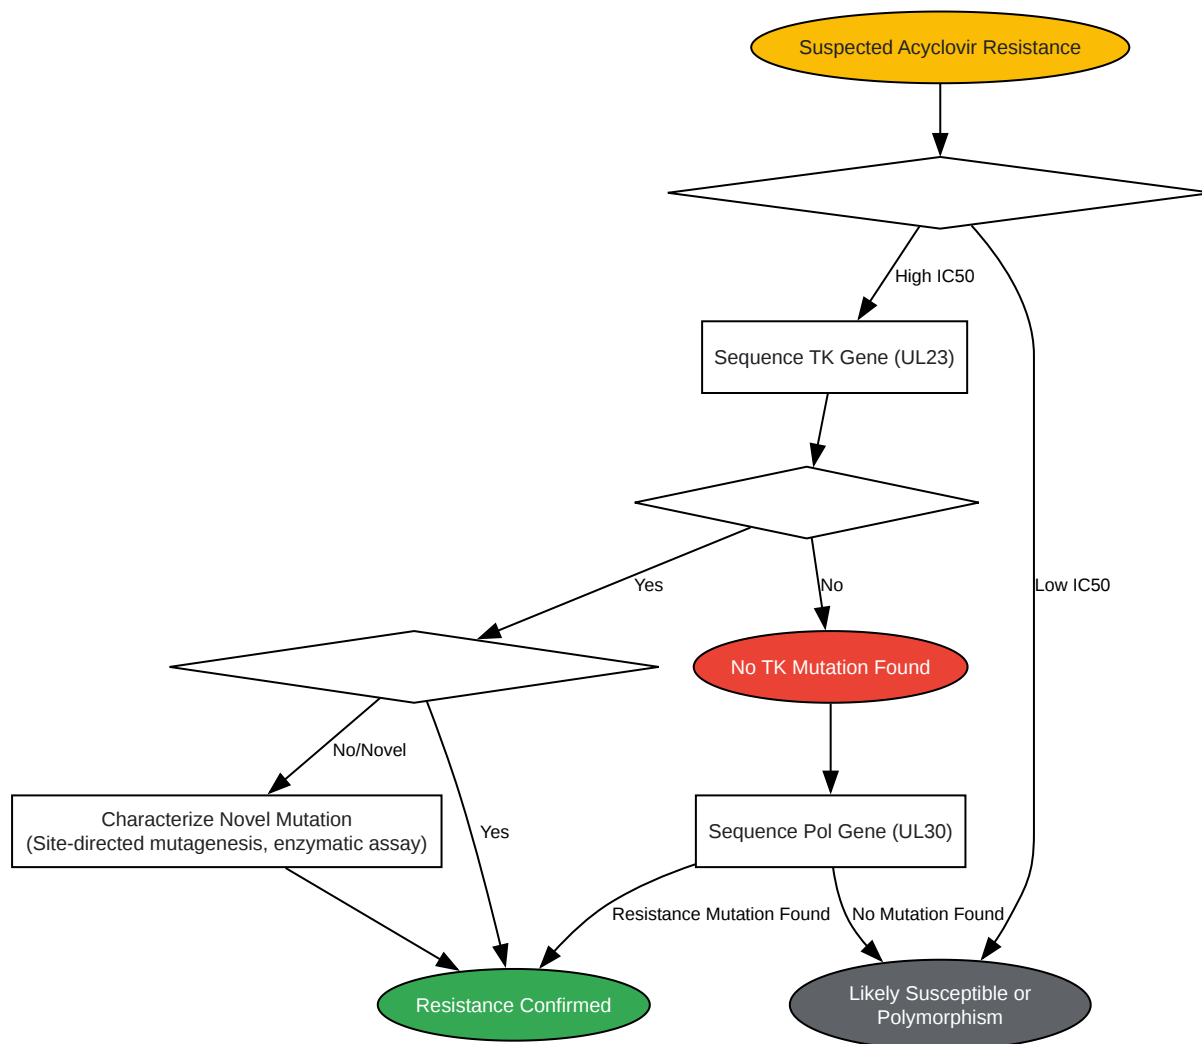 Suspected Acyclovir Resistance
High IC50
Sequence TK Gene (UL23)
Yes
No
Low IC50
No TK Mutation Found
No/Novel
Characterize Novel Mutation
(Site-directed mutagenesis, enzymatic assay)
Yes
Sequence Pol Gene (UL30)
Resistance Mutation Found
No Mutation Found
Resistance Confirmed
Likely Susceptible or
Polymorphism